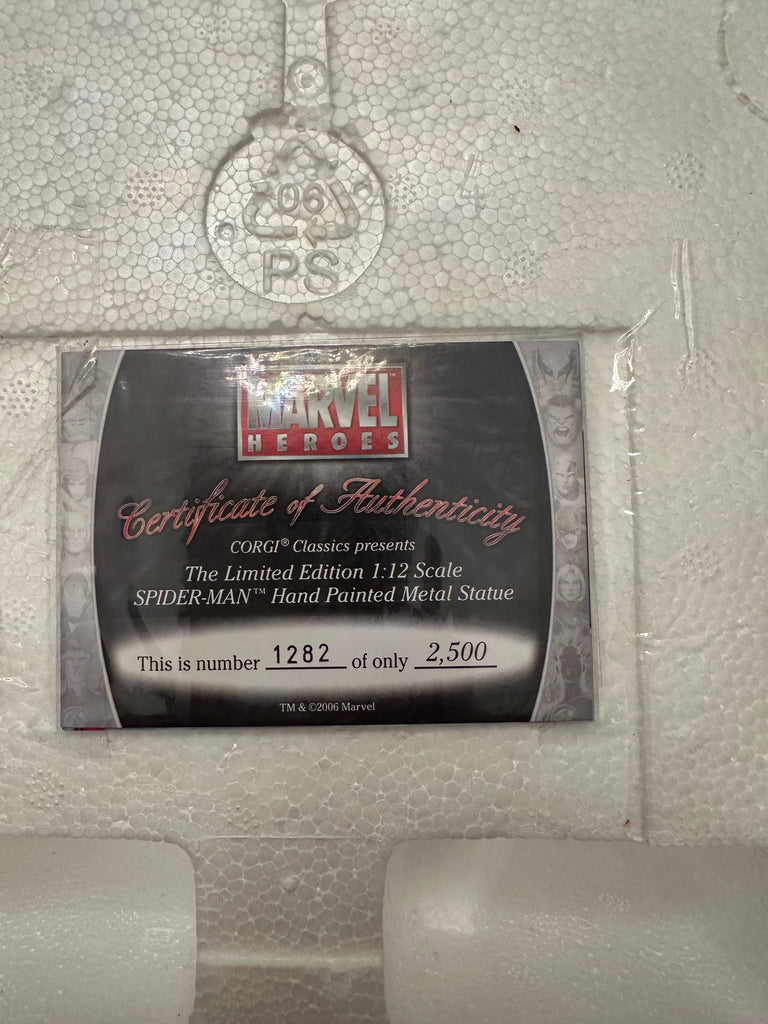 06
PS
4
MARVEL
HEROES
Certificate of Authenticity
CORGI® Classics presents
The Limited Edition 1:12 Scale
SPIDER-MAN™ Hand Painted Metal Statue
This is number 1282 of only 2,500
TM & ©2006 Marvel